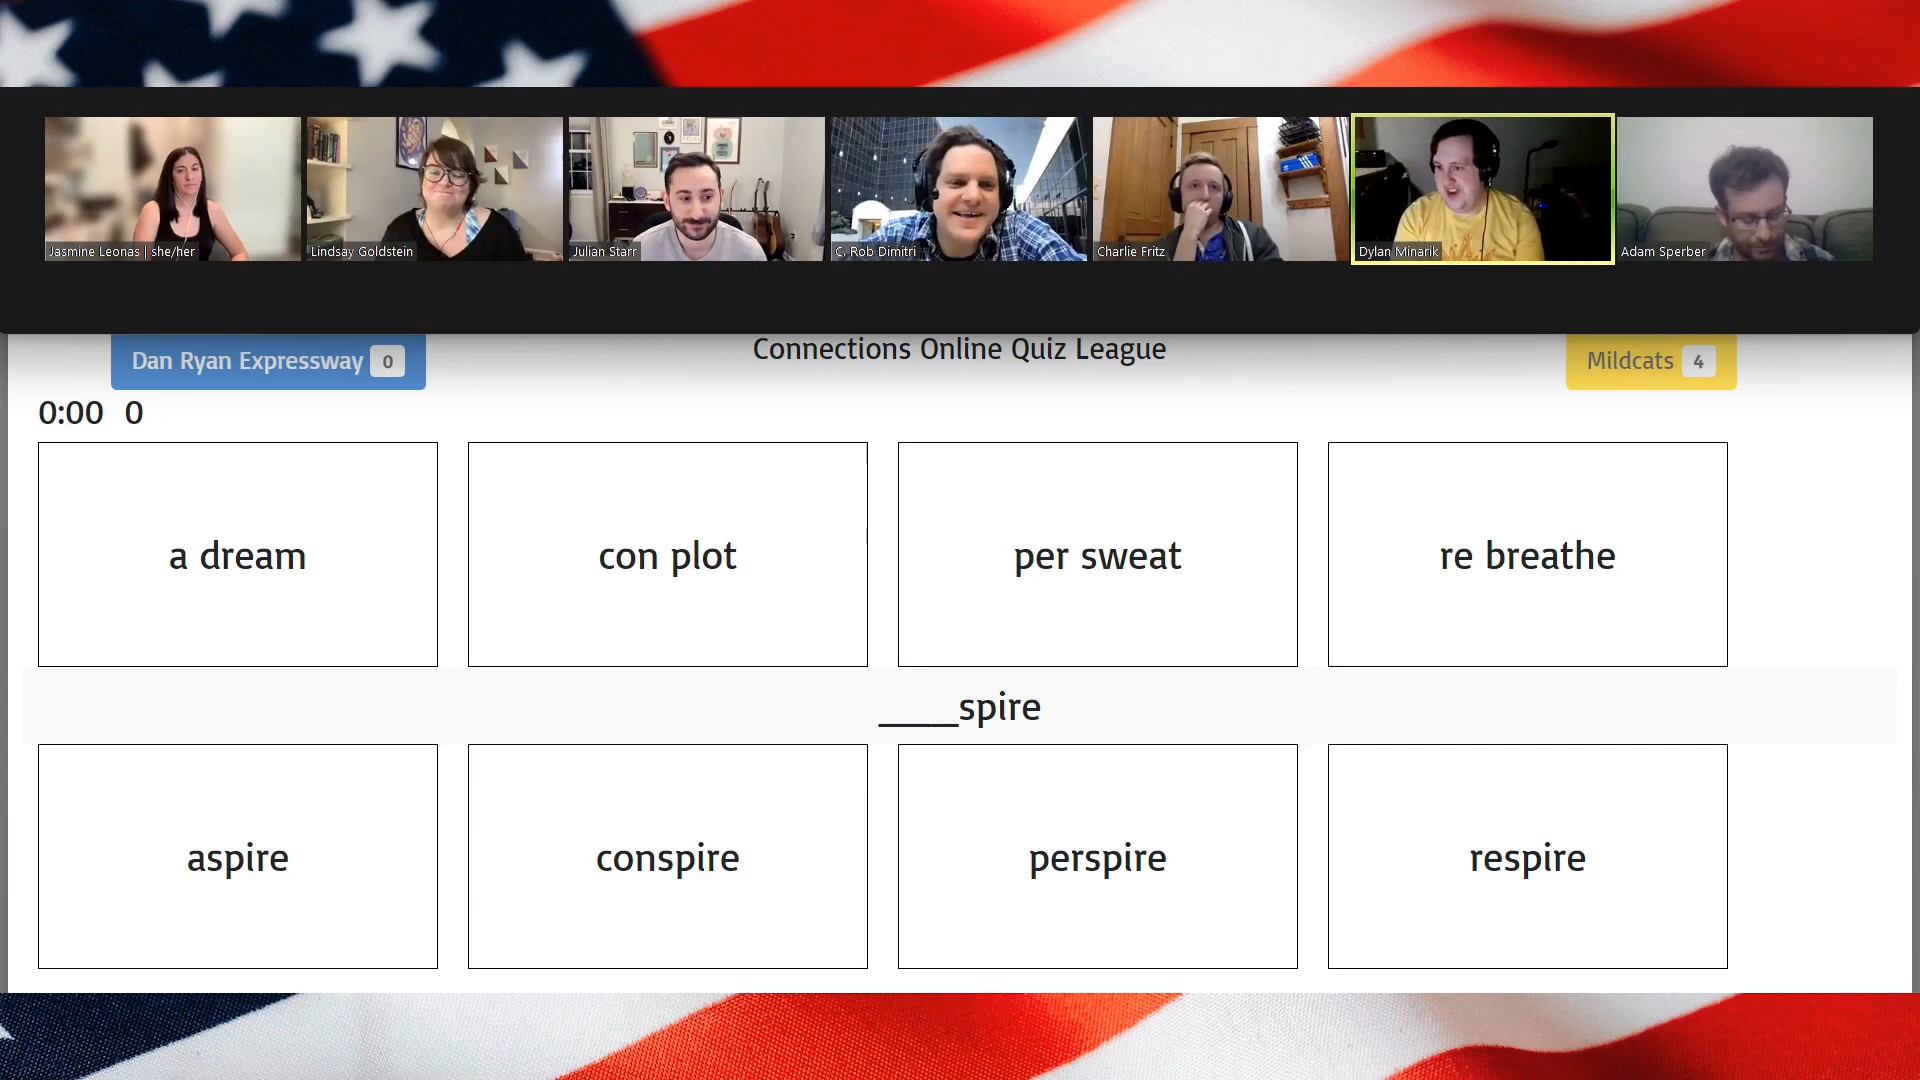 Jasmine Leonas | she/her
Lindsay Goldstein
Julian Starr
C. Rob Dimitri
Charlie Fritz
Dylan Minarik
Adam Sperber
Dan Ryan Expressway 0
Connections Online Quiz League
Mildcats 4
0:00 0
a dream
con plot
per sweat
re breathe
____spire
aspire
conspire
perspire
respire